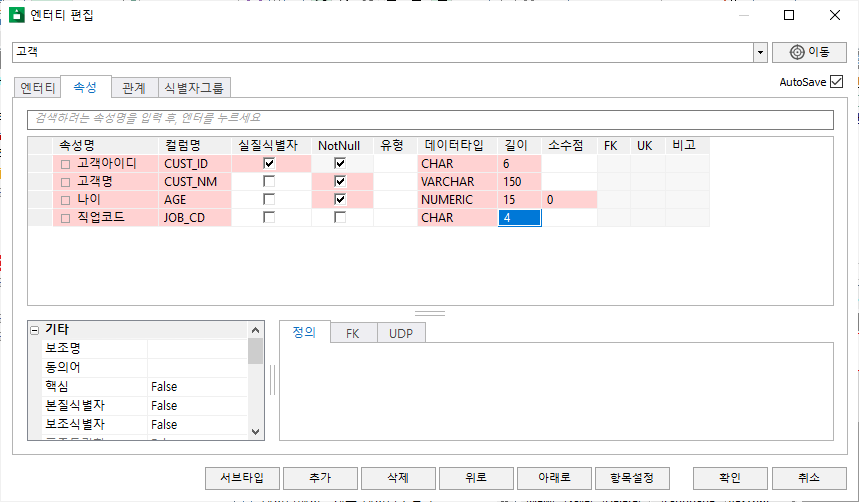 엔터티 편집
고객
이동
엔터티 속성 관계 식별자그룹
AutoSave
검색하려는 속성명을 입력 후, 엔터를 누르세요
속성명 컬럼명 실질식별자 NotNull 유형 데이터타입 길이 소수점 FK UK 비고
고객아이디 CUST_ID CHAR 6
고객명 CUST_NM VARCHAR 150
나이 AGE NUMERIC 15 0
직업코드 JOB_CD CHAR 4
기타
보조명
동의어
핵심 False
본질식별자 False
보조식별자 False
정의 FK UDP
서브타입 추가 삭제 위로 아래로 항목설정 확인 취소